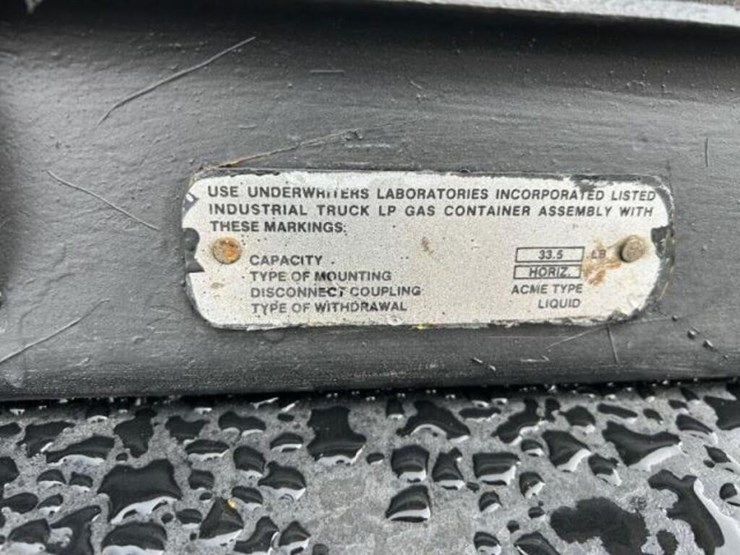 USE UNDERWRITERS LABORATORIES INCORPORATED LISTED
INDUSTRIAL TRUCK LP GAS CONTAINER ASSEMBLY WITH
THESE MARKINGS:
CAPACITY 33.5 LB
TYPE OF MOUNTING HORIZ.
DISCONNECT COUPLING ACME TYPE
TYPE OF WITHDRAWAL LIQUID